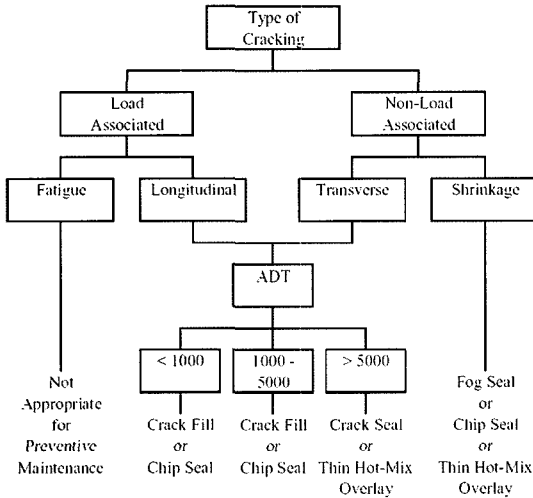 Type of
Cracking
Load
Associated
Non-Load
Associated
Fatigue
Longitudinal
Transverse
Shrinkage
ADT
< 1000
1000 -
5000
> 5000
Not
Appropriate
for
Preventive
Maintenance
Crack Fill
or
Chip Seal
Crack Fill
or
Chip Seal
Crack Seal
or
Thin Hot-Mix
Overlay
Fog Seal
or
Chip Seal
or
Thin Hot-Mix
Overlay